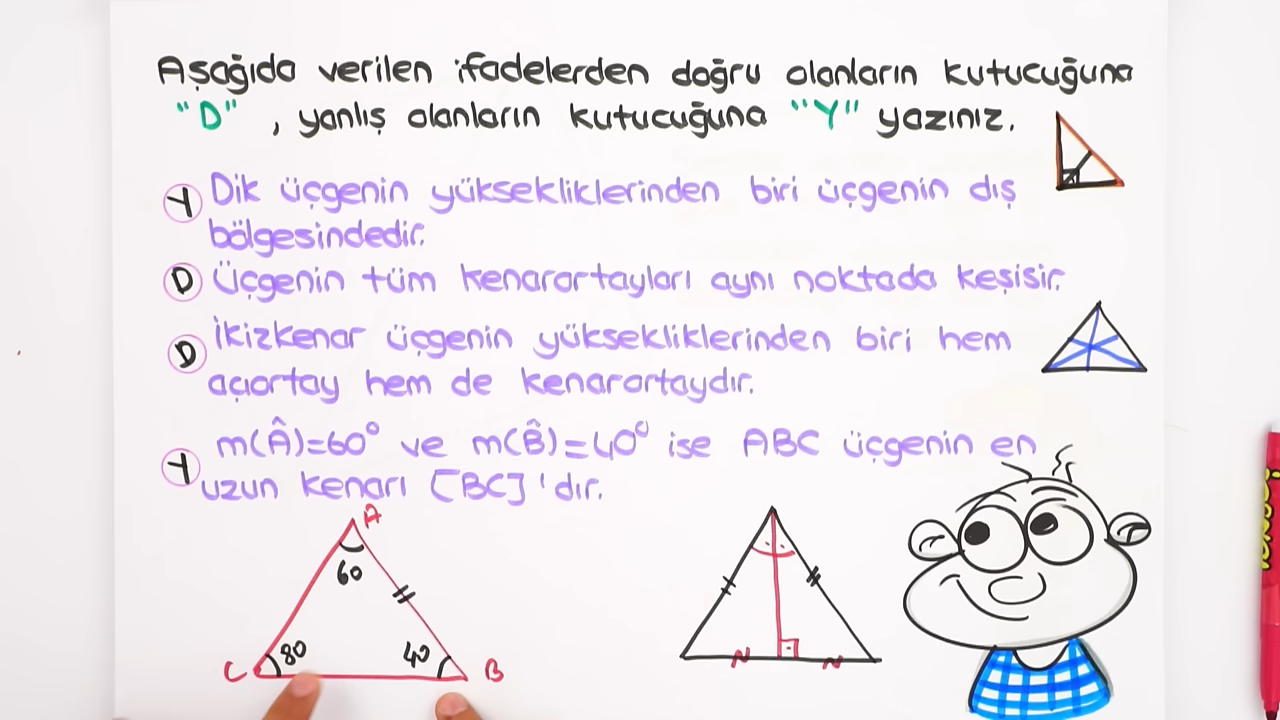 Aşağıda verilen ifadelerden doğru olanların kutucuğuna
"D" , yanlış olanların kutucuğuna "Y" yazınız.
Y Dik üçgenin yüksekliklerinden biri üçgenin dış
bölgesindedir.
D Üçgenin tüm kenarortayları aynı noktada keşisir.
D İkizkenar üçgenin yüksekliklerinden biri hem
açıortay hem de kenarortaydır.
Y m(Â)=60° ve m(B̂)=40° ise ABC üçgenin en
uzun kenarı [BC]'dır.
A
60
C 80 40 B